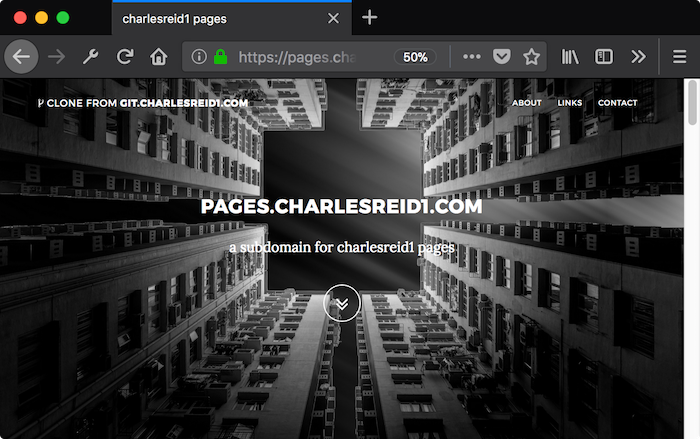 charlesreid1 pages
https://pages.cha
50%
CLONE FROM GIT.CHARLESREID1.COM
ABOUT LINKS CONTACT
PAGES.CHARLESREID1.COM
a subdomain for charlesreid1 pages